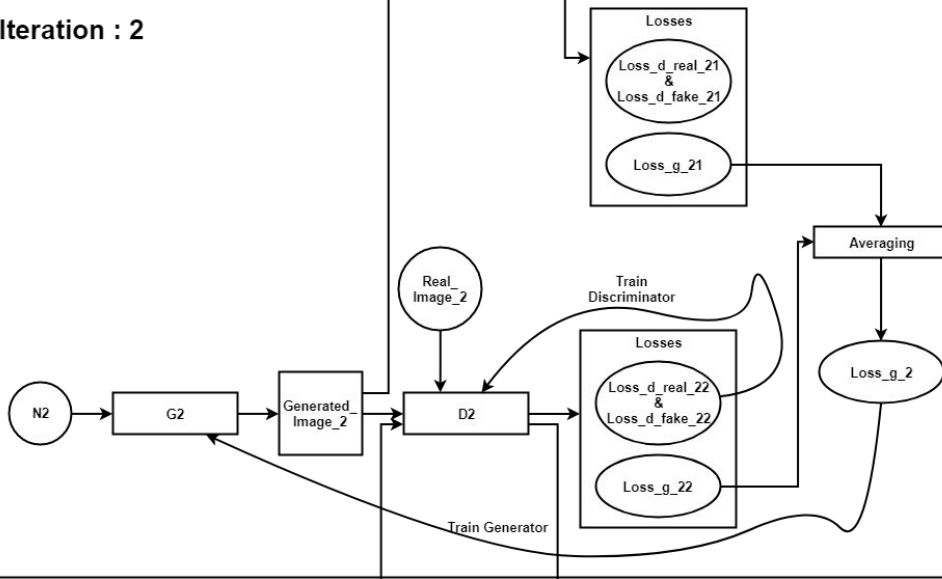 Iteration : 2
Losses
Loss_d_real_21
&
Loss_d_fake_21
Loss_g_21
Averaging
Real_
Image_2
Train
Discriminator
Losses
Loss_d_real_22
&
Loss_d_fake_22
Loss_g_2
N2
G2
Generated_
Image_2
D2
Loss_g_22
Train Generator